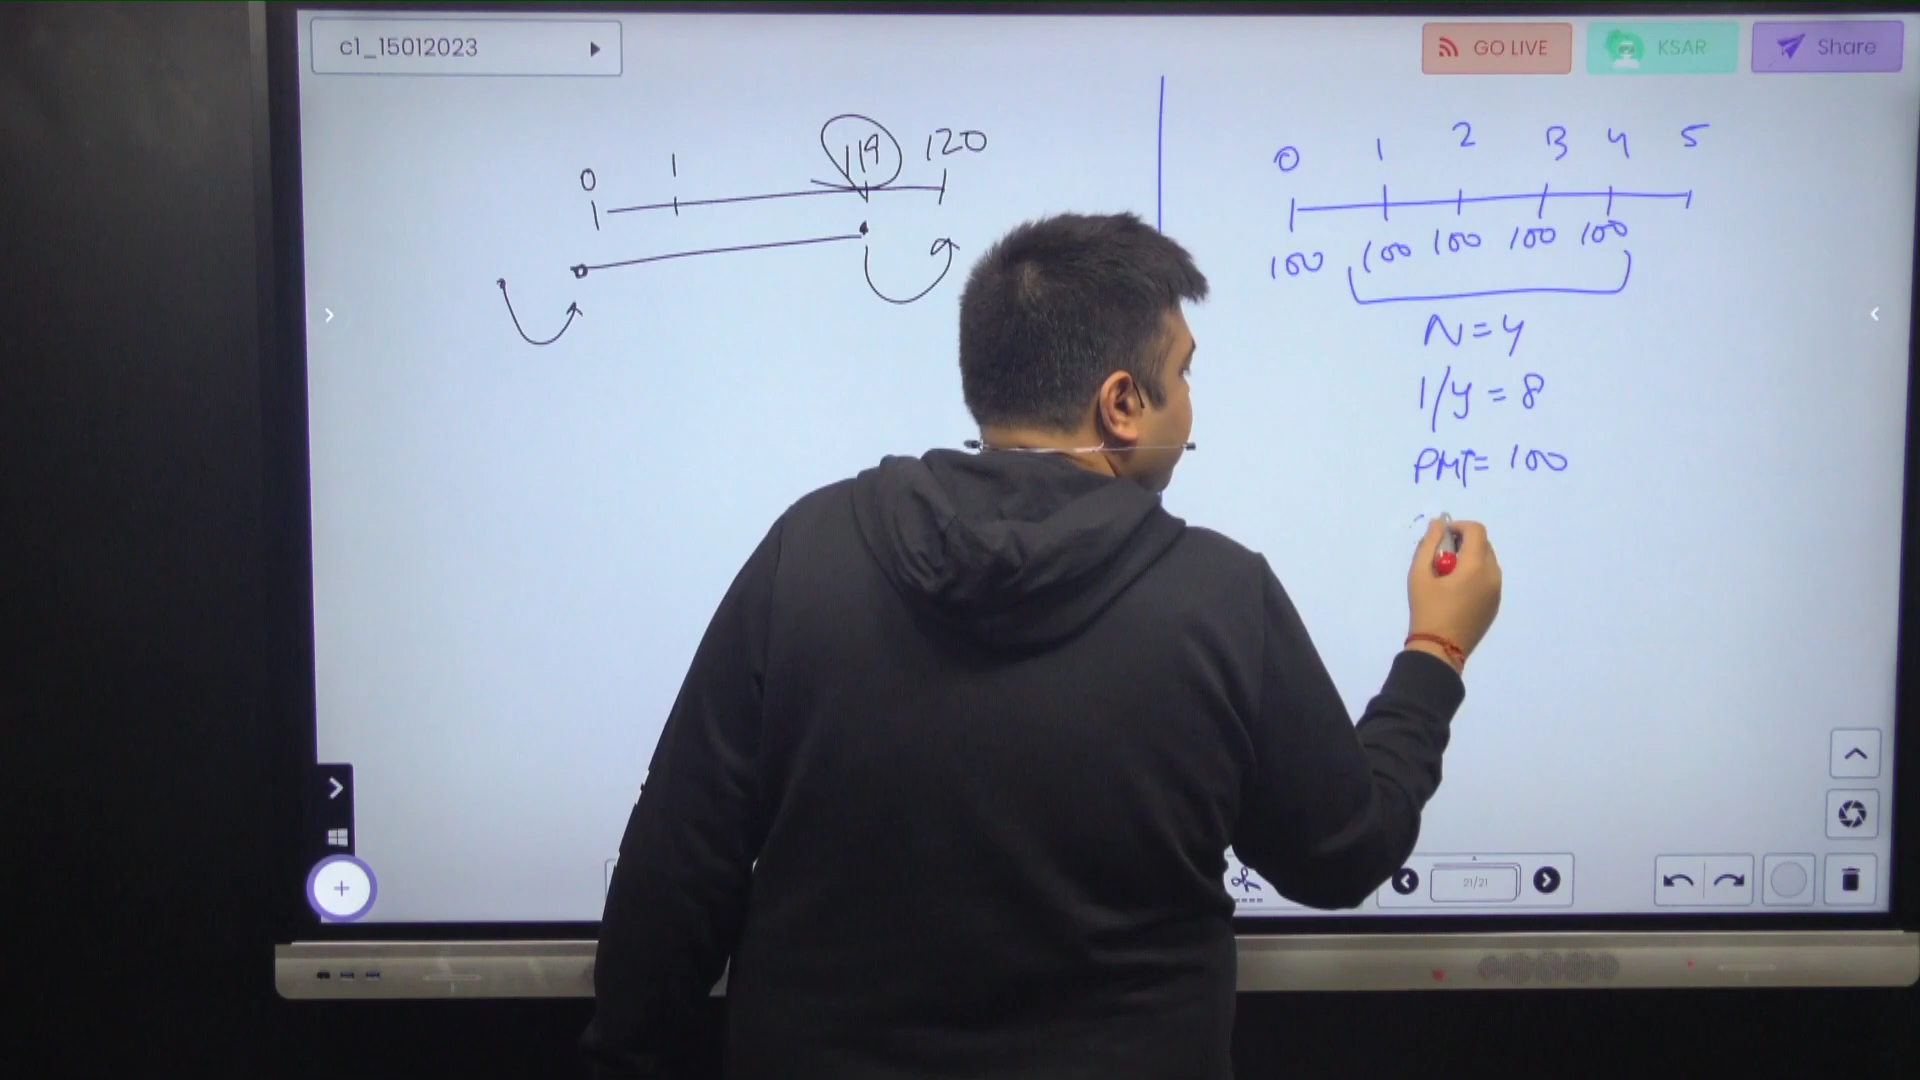 c1_15012023
GO LIVE
KSAR
Share
0 1 119 120
0 1 2 3 4 5
100 100 100 100 100
N = 4
I/Y = 8
PMT = 100
21/21